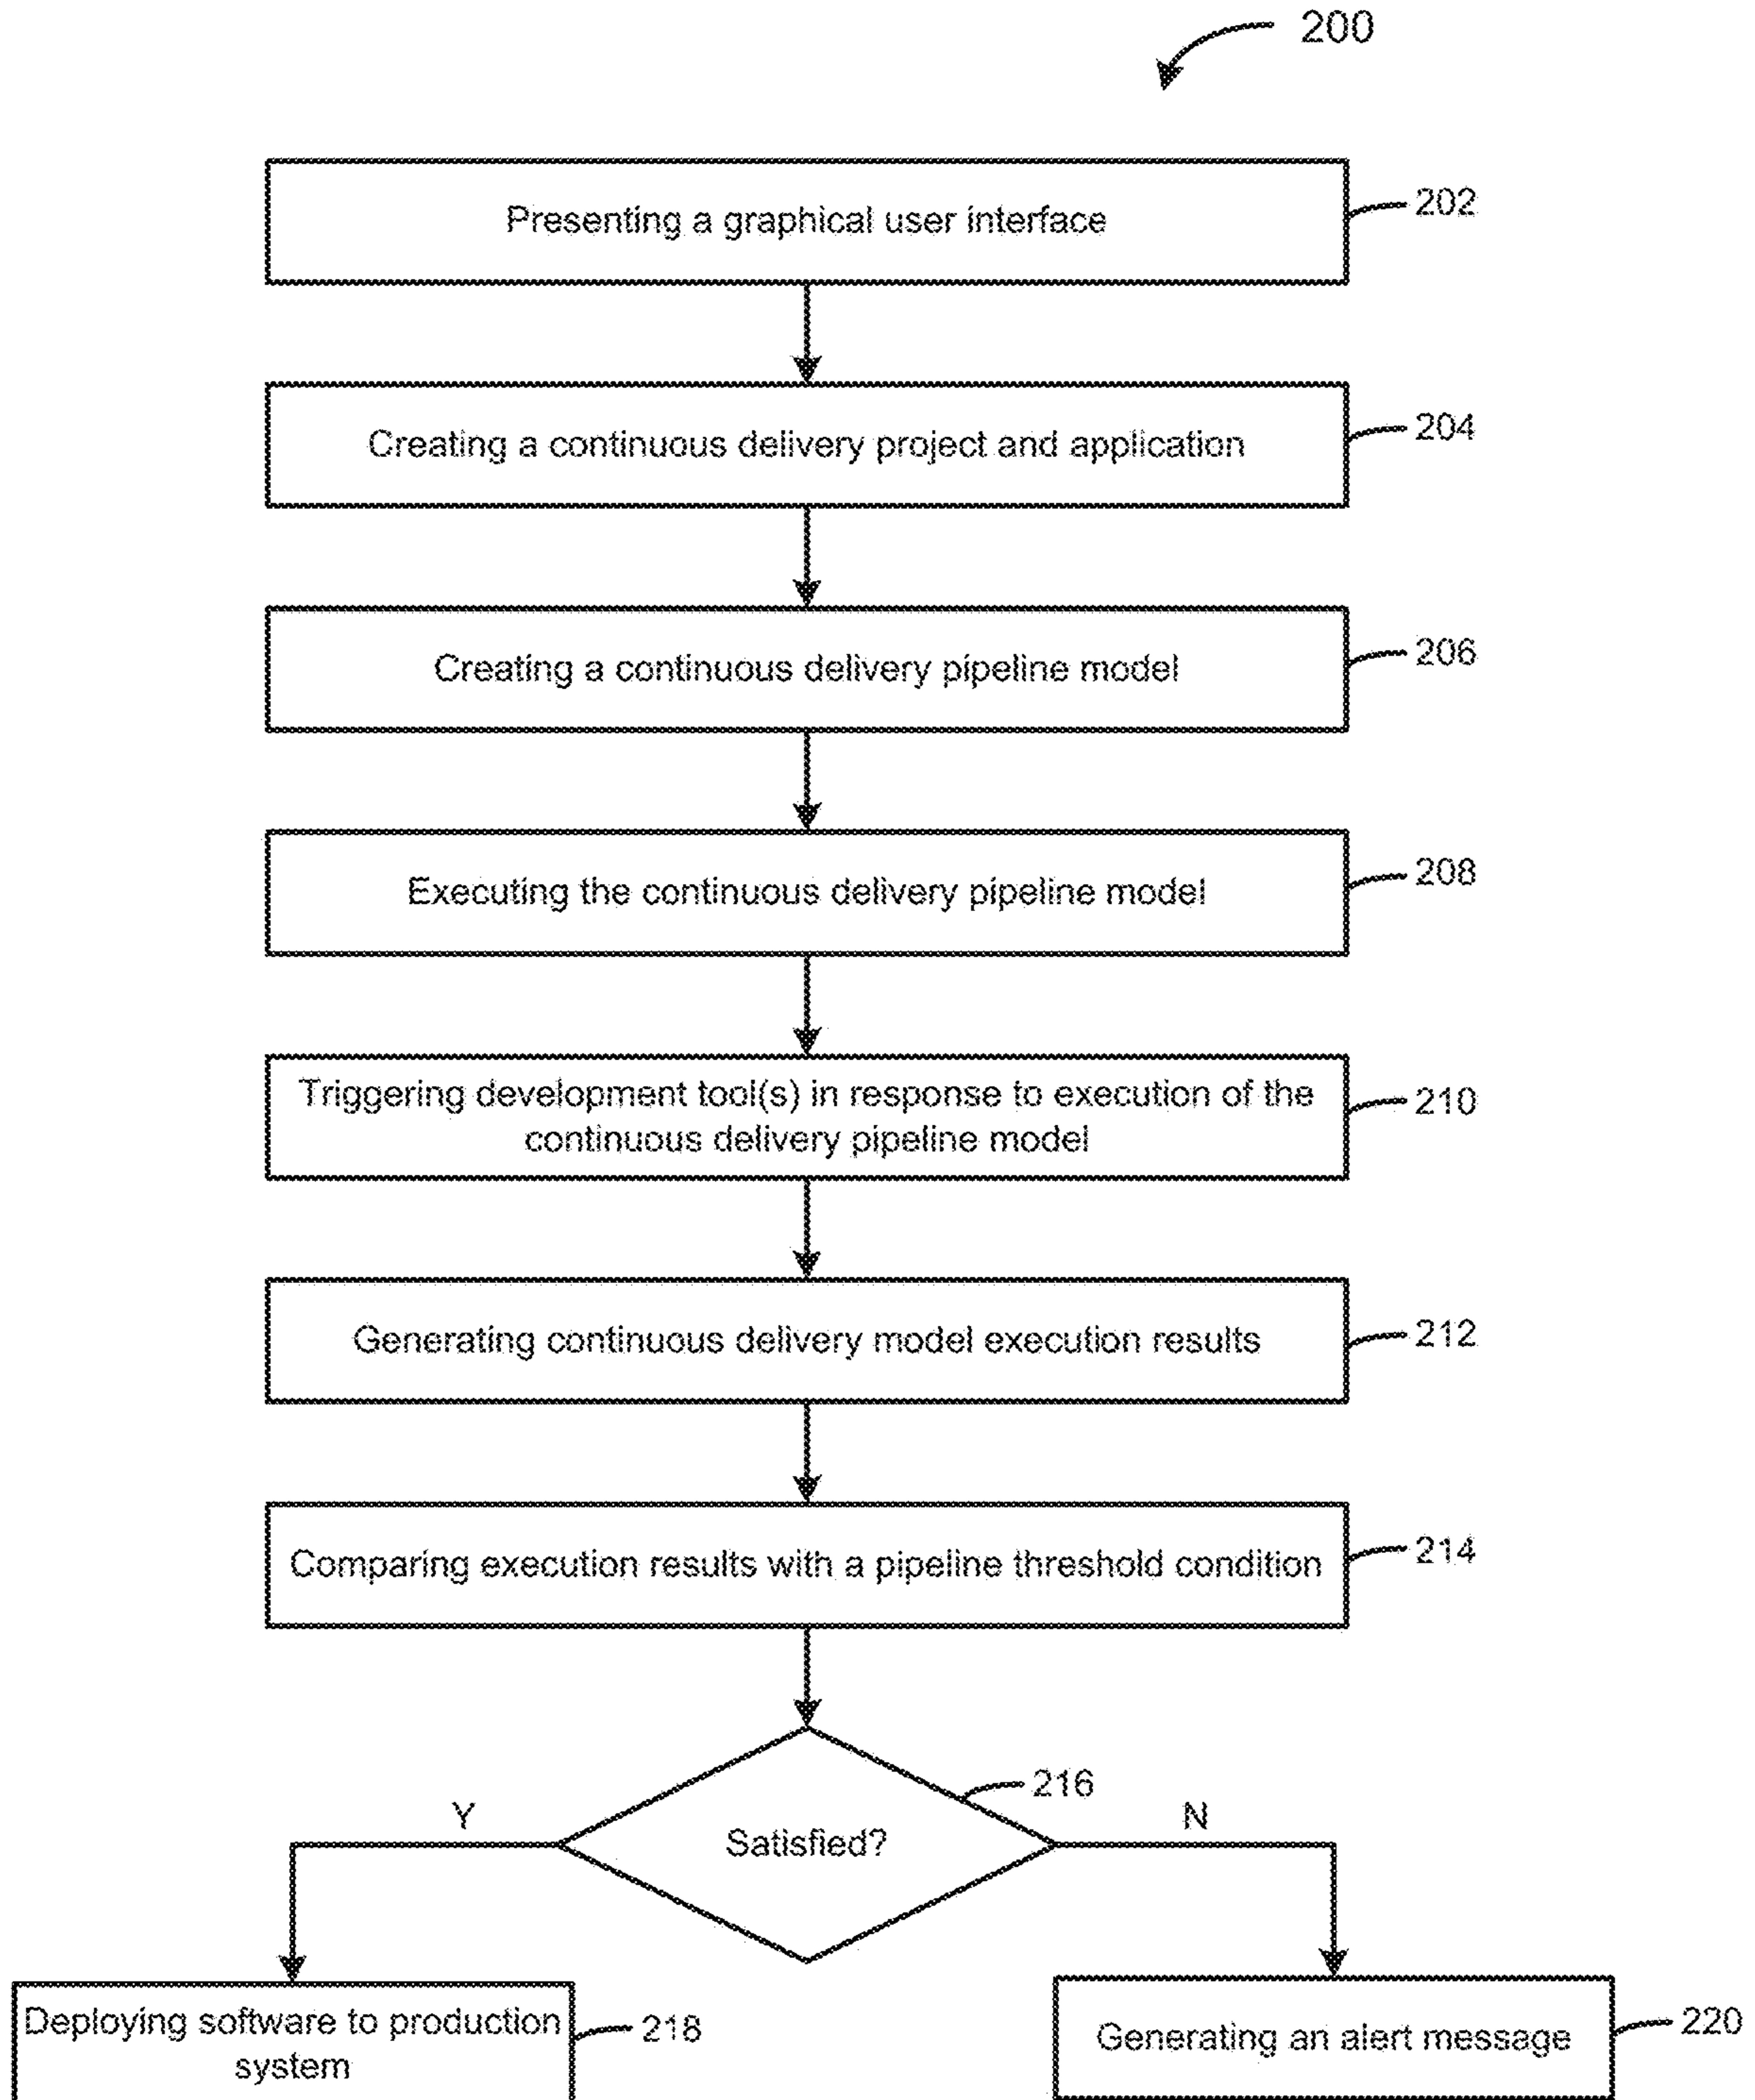 200
Presenting a graphical user interface
202
Creating a continuous delivery project and application
204
Creating a continuous delivery pipeline model
206
Executing the continuous delivery pipeline model
208
Triggering development tool(s) in response to execution of the
continuous delivery pipeline model
210
Generating continuous delivery model execution results
212
Comparing execution results with a pipeline threshold condition
214
216
Y
N
Satisfied?
Deploying software to production
system
218
Generating an alert message
220